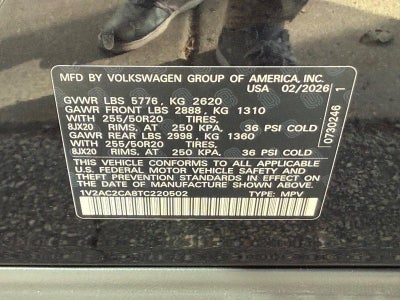 MFD BY VOLKSWAGEN GROUP OF AMERICA, INC.
USA 02/2026
GVWR LBS 5776, KG 2620
GAWR FRONT LBS 2888, KG 1310
WITH 255/50R20 TIRES,
8JX20 RIMS, AT 250 KPA, 36 PSI COLD
GAWR REAR LBS 2998, KG 1360
WITH 255/50R20 TIRES,
8JX20 RIMS, AT 250 KPA, 36 PSI COLD
THIS VEHICLE CONFORMS TO ALL APPLICABLE
U.S. FEDERAL MOTOR VEHICLE SAFETY AND
THEFT PREVENTION STANDARDS IN EFFECT ON
THE DATE OF MANUFACTURE SHOWN ABOVE.
1V2AC2CA8TC220502 TYPE: MPV
0730246 1